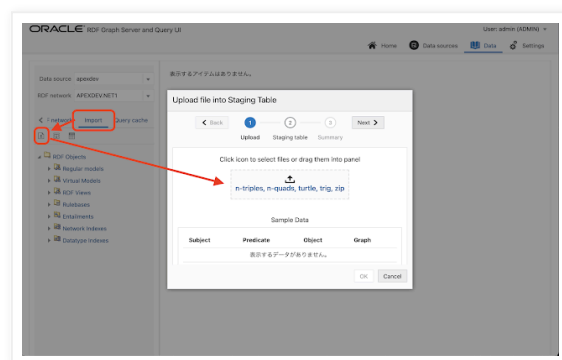 ORACLE RDF Graph Server and Query UI
User: admin (ADMIN)
Home Data sources Data Settings
Data source apexdev
RDF network APEXDEV.NET1
network Import Query cache
RDF Objects
Regular models
Virtual Models
RDF Views
Rulebases
Entailments
Network Indexes
Datatype Indexes
表示するアイテムはありません。
Upload file into Staging Table
Back 1 2 3 Next
Upload Staging table Summary
Click icon to select files or drag them into panel
n-triples, n-quads, turtle, trig, zip
Sample Data
Subject Predicate Object Graph
表示するデータがありません。
OK Cancel